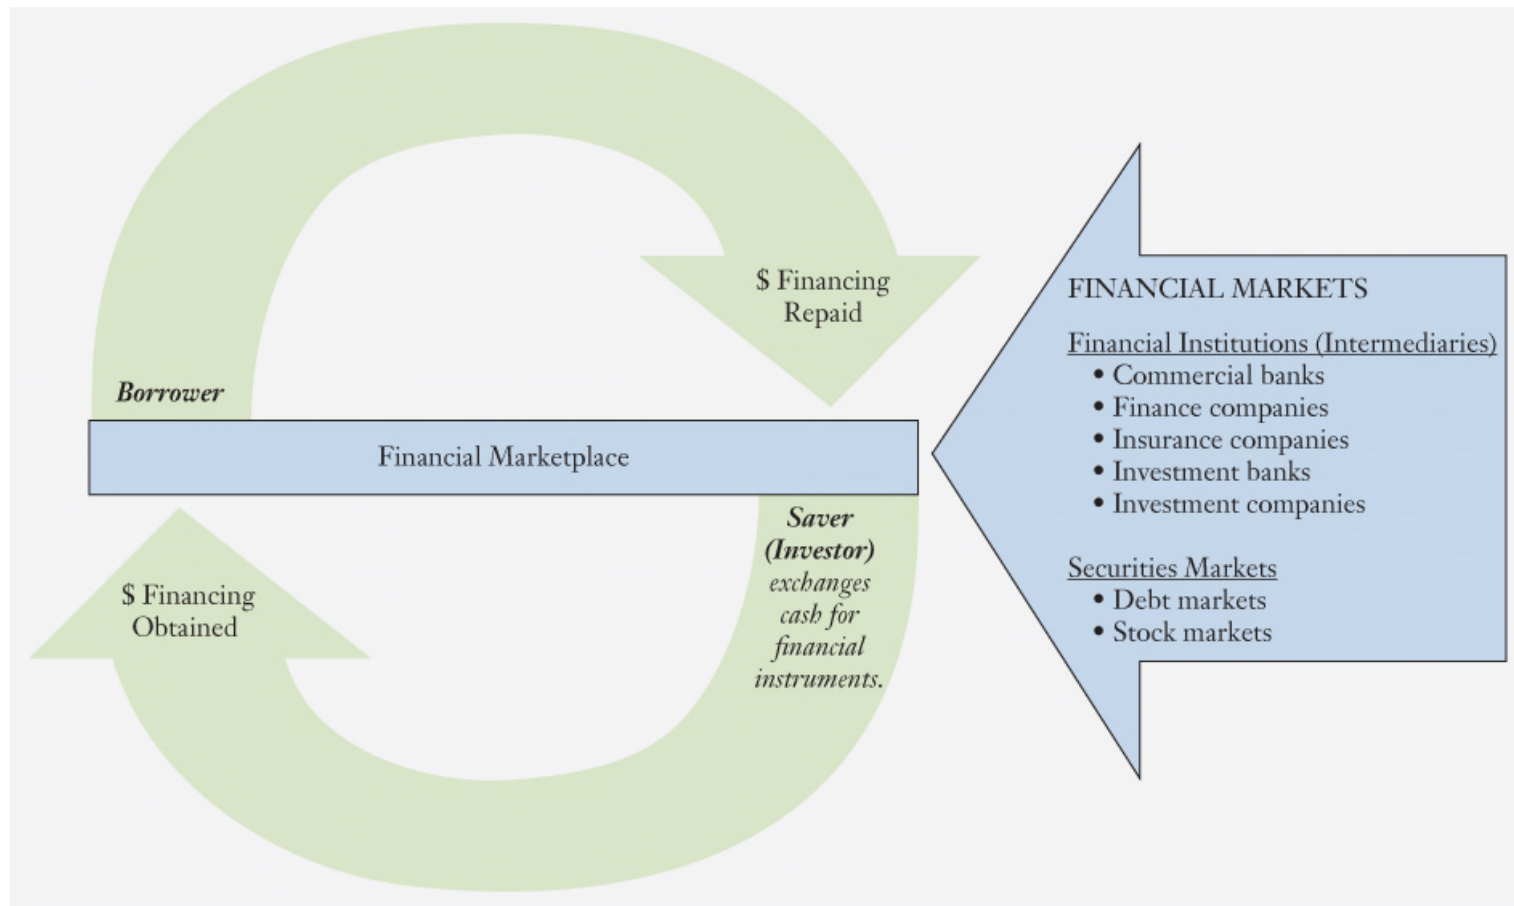 $ Financing
Repaid
Borrower
Financial Marketplace
Saver
(Investor)
exchanges
cash for
financial
instruments.
$ Financing
Obtained
FINANCIAL MARKETS
Financial Institutions (Intermediaries)
• Commercial banks
• Finance companies
• Insurance companies
• Investment banks
• Investment companies
Securities Markets
• Debt markets
• Stock markets